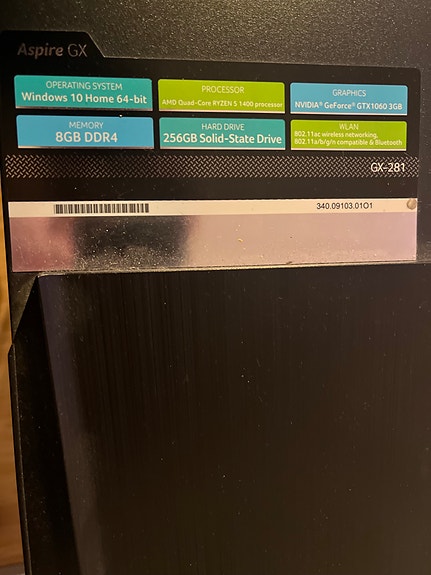 Aspire GX
OPERATING SYSTEM
Windows 10 Home 64-bit
PROCESSOR
AMD Quad-Core RYZEN 5 1400 processor
GRAPHICS
NVIDIA® GeForce® GTX1060 3GB
MEMORY
8GB DDR4
HARD DRIVE
256GB Solid-State Drive
WLAN
802.11ac wireless networking,
802.11a/b/g/n compatible & Bluetooth
GX-281
340.09103.01O1